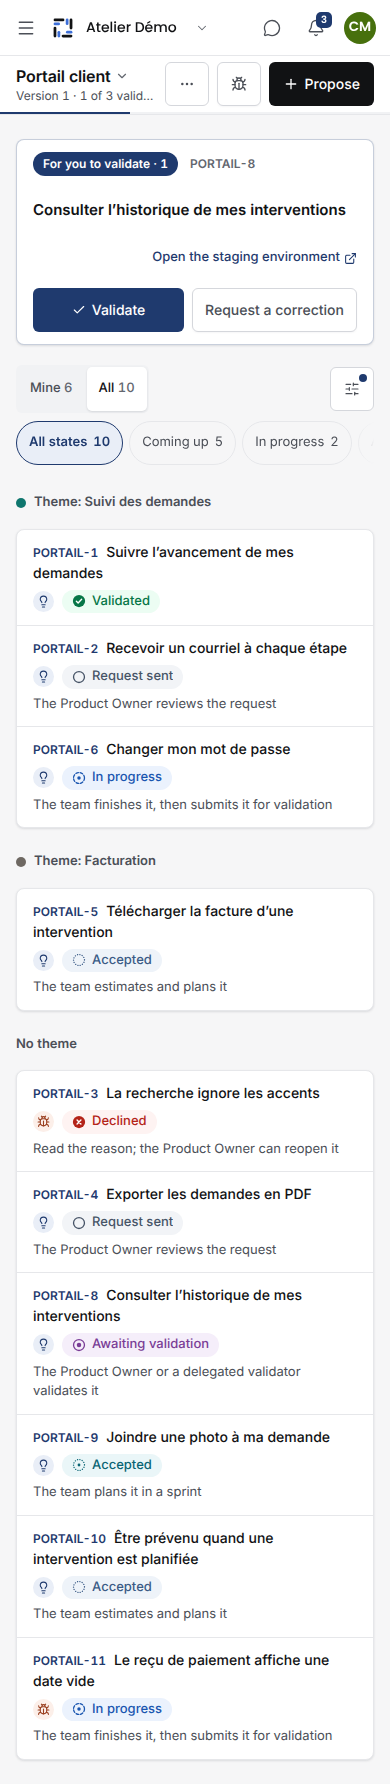 Atelier Démo
3
CM
Portail client
Version 1 · 1 of 3 valid...
Propose
For you to validate · 1 PORTAIL-8
Consulter l’historique de mes interventions
Open the staging environment
Validate
Request a correction
Mine 6
All 10
All states 10
Coming up 5
In progress 2
Theme: Suivi des demandes
PORTAIL-1 Suivre l’avancement de mes
demandes
Validated
PORTAIL-2 Recevoir un courriel à chaque étape
Request sent
The Product Owner reviews the request
PORTAIL-6 Changer mon mot de passe
In progress
The team finishes it, then submits it for validation
Theme: Facturation
PORTAIL-5 Télécharger la facture d’une
intervention
Accepted
The team estimates and plans it
No theme
PORTAIL-3 La recherche ignore les accents
Declined
Read the reason; the Product Owner can reopen it
PORTAIL-4 Exporter les demandes en PDF
Request sent
The Product Owner reviews the request
PORTAIL-8 Consulter l’historique de mes
interventions
Awaiting validation
The Product Owner or a delegated validator
validates it
PORTAIL-9 Joindre une photo à ma demande
Accepted
The team plans it in a sprint
PORTAIL-10 Être prévenu quand une
intervention est planifiée
Accepted
The team estimates and plans it
PORTAIL-11 Le reçu de paiement affiche une
date vide
In progress
The team finishes it, then submits it for validation